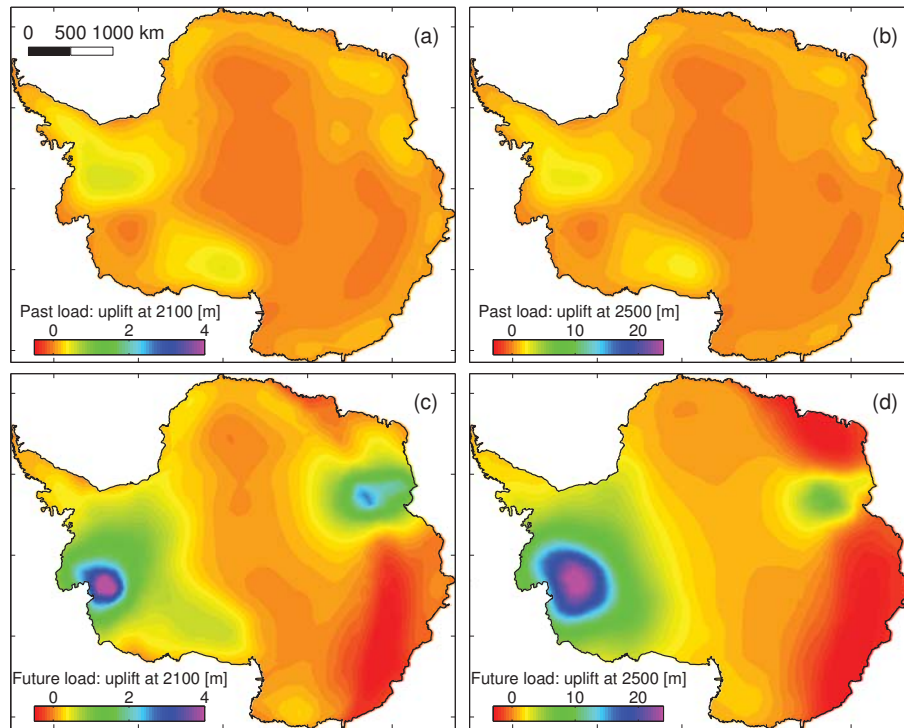 (a)
0 500 1000 km
Past load: uplift at 2100 [m]
0 2 4
(b)
Past load: uplift at 2500 [m]
0 10 20
(c)
Future load: uplift at 2100 [m]
0 2 4
(d)
Future load: uplift at 2500 [m]
0 10 20